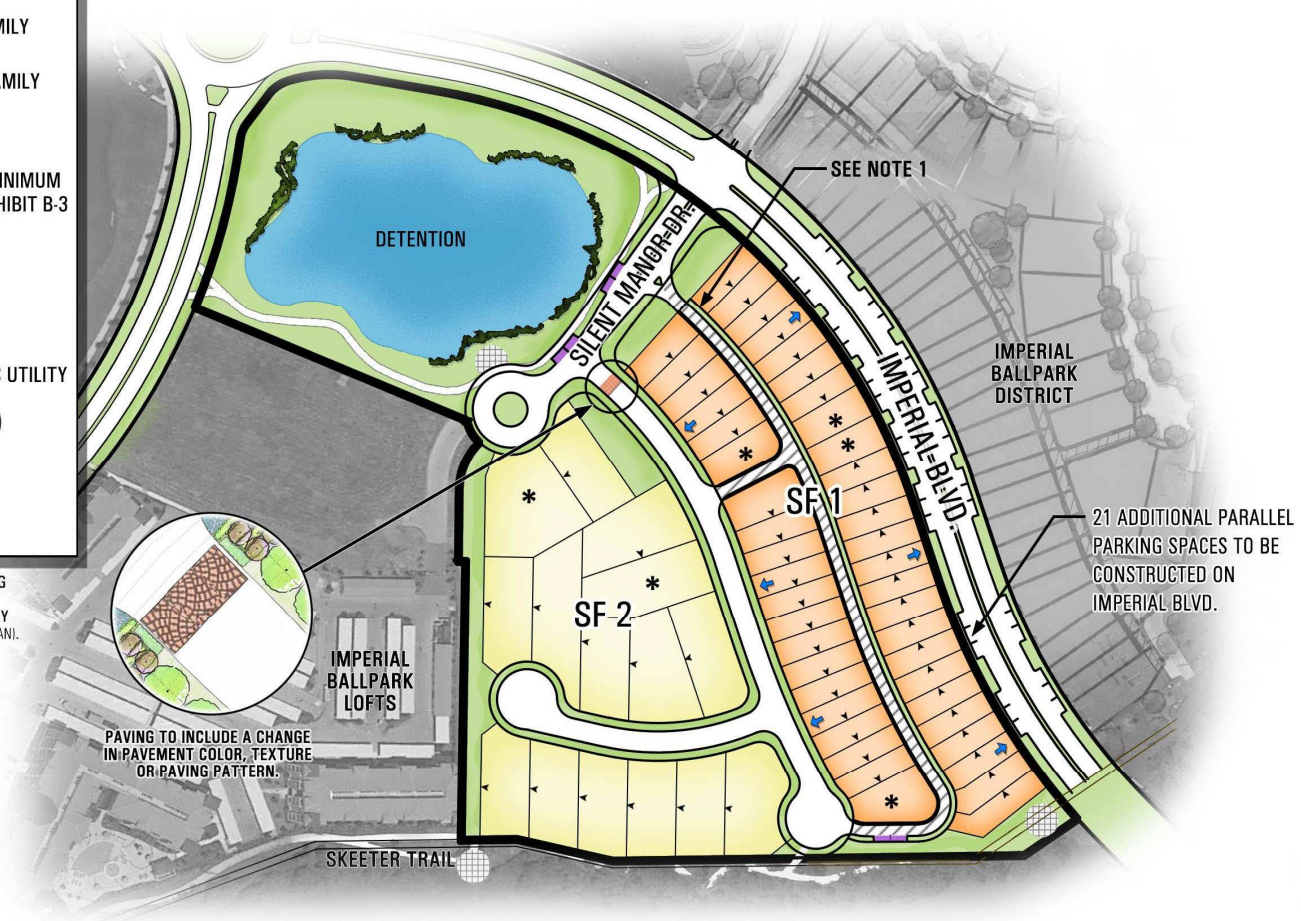 MILY
AMILY
INIMUM
HIBIT B-3
UTILITY
G
Y
AN).
DETENTION
SILENT MANOR DR.
SEE NOTE 1
IMPERIAL BLVD.
IMPERIAL
BALLPARK
DISTRICT
SF 1
SF 2
21 ADDITIONAL PARALLEL
PARKING SPACES TO BE
CONSTRUCTED ON
IMPERIAL BLVD.
IMPERIAL
BALLPARK
LOFTS
PAVING TO INCLUDE A CHANGE
IN PAVEMENT COLOR, TEXTURE
OR PAVING PATTERN.
SKEETER TRAIL